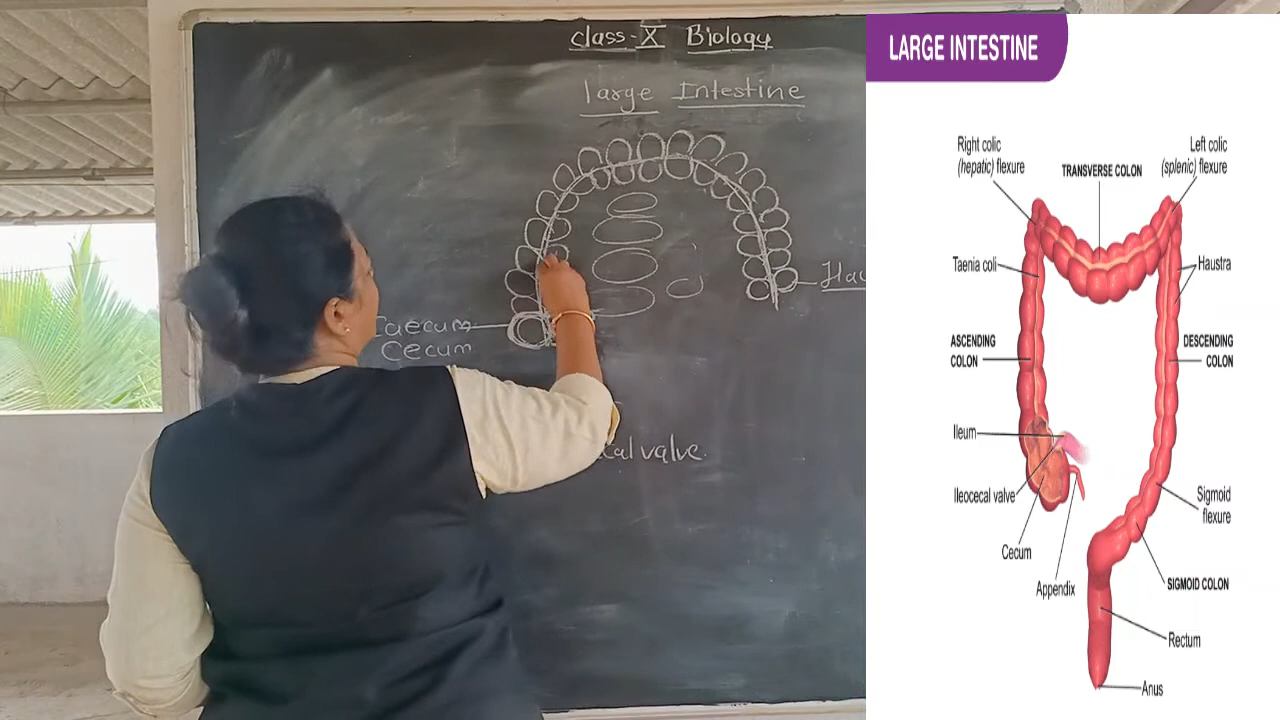 class-X Biology
large Intestine
Caecum
Cecum
valve.
LARGE INTESTINE
Right colic
(hepatic) flexure
TRANSVERSE COLON
Left colic
(splenic) flexure
Taenia coli
Haustra
ASCENDING
COLON
DESCENDING
COLON
Ileum
Ileocecal valve
Sigmoid
flexure
Cecum
Appendix
SIGMOID COLON
Rectum
Anus